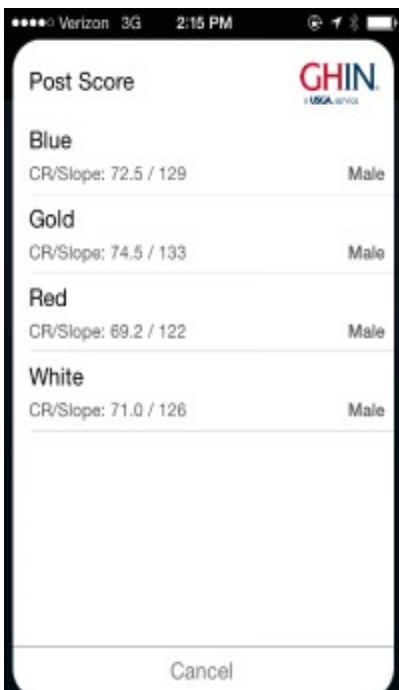 Verizon 3G 2:15 PM
Post Score
GHIN.
a USGA service
Blue
CR/Slope: 72.5 / 129 Male
Gold
CR/Slope: 74.5 / 133 Male
Red
CR/Slope: 69.2 / 122 Male
White
CR/Slope: 71.0 / 126 Male
Cancel